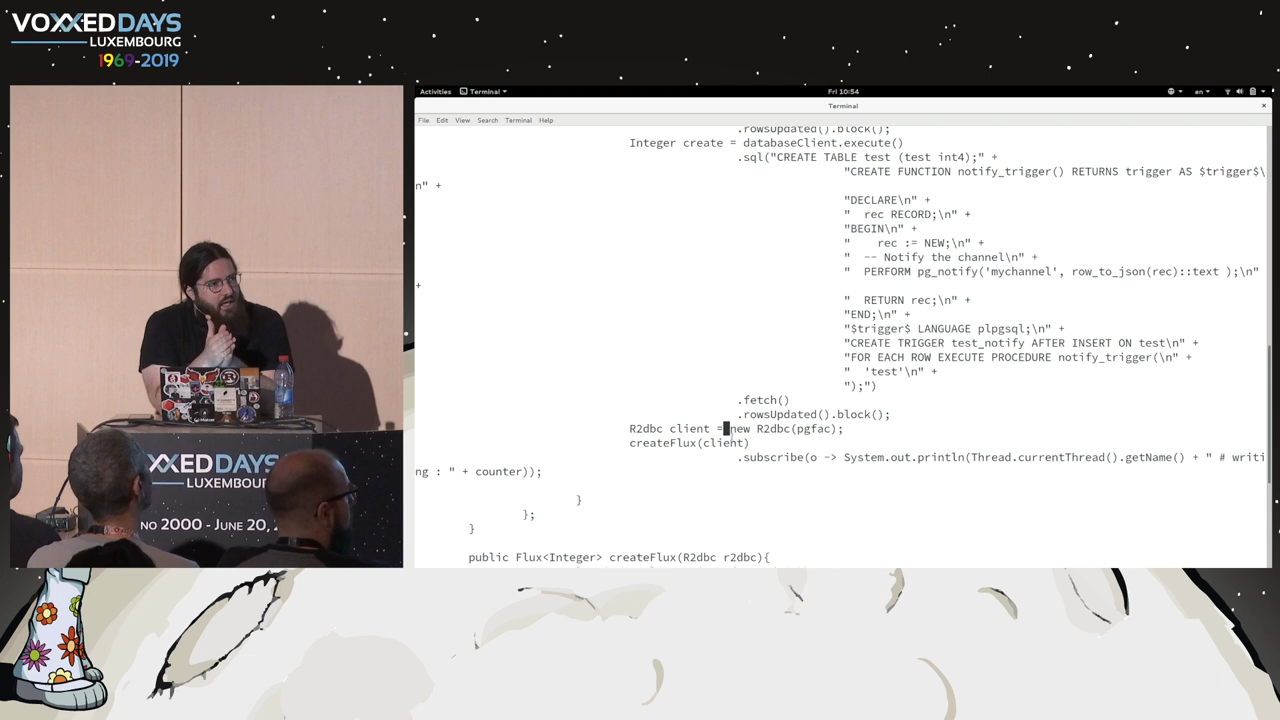 VOXXED DAYS
LUXEMBOURG
1969-2019
Activities Terminal Fri 10:54 en
Terminal
File Edit View Search Terminal Help
.rowsUpdated().block();
Integer create = databaseClient.execute()
.sql("CREATE TABLE test (test int4);" +
"CREATE FUNCTION notify_trigger() RETURNS trigger AS $trigger$\
n" +
"DECLARE\n" +
"  rec RECORD;\n" +
"BEGIN\n" +
"    rec := NEW;\n" +
"  -- Notify the channel\n" +
"  PERFORM pg_notify('mychannel', row_to_json(rec)::text );\n"
+
"  RETURN rec;\n" +
"END;\n" +
"$trigger$ LANGUAGE plpgsql;\n" +
"CREATE TRIGGER test_notify AFTER INSERT ON test\n" +
"FOR EACH ROW EXECUTE PROCEDURE notify_trigger(\n" +
"  'test'\n" +
");")
.fetch()
.rowsUpdated().block();
R2dbc client = new R2dbc(pgfac);
createFlux(client)
.subscribe(o -> System.out.println(Thread.currentThread().getName() + " # writi
ng : " + counter));
}
};
}
public Flux<Integer> createFlux(R2dbc r2dbc){
XXED DAYS
LUXEMBOUR
NO 2000 - JUNE 20, 2